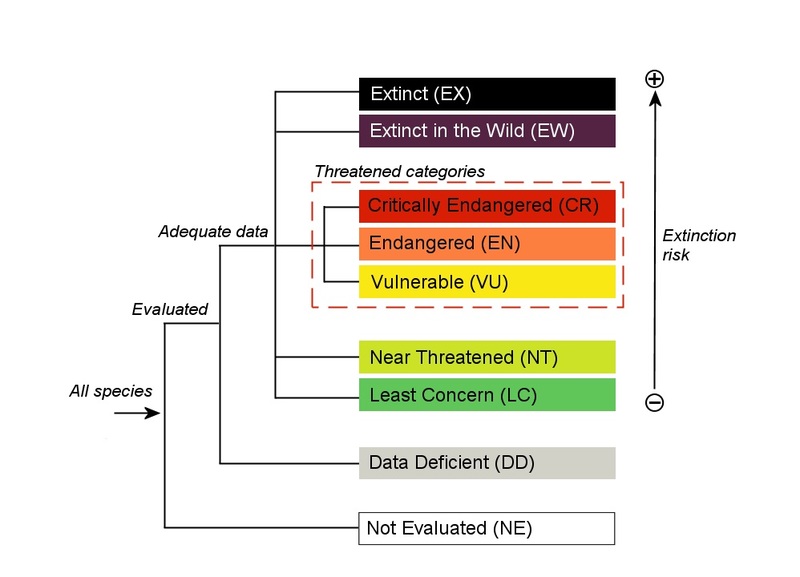 Extinct (EX)
Extinct in the Wild (EW)
Threatened categories
Critically Endangered (CR)
Adequate data
Endangered (EN)
Extinction
risk
Vulnerable (VU)
Evaluated
Near Threatened (NT)
All species
Least Concern (LC)
Data Deficient (DD)
Not Evaluated (NE)